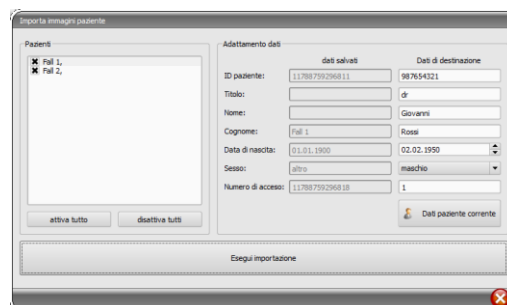 Importa immagini paziente
Pazienti
Fall 1,
Fall 2,
attiva tutto
disattiva tutti
Adattamento dati
dati salvati
Dati di destinazione
ID paziente: 11788759296811 987654321
Titolo: dr
Nome: Giovanni
Cognome: Fall 1 Rossi
Data di nascita: 01.01.1900 02.02.1950
Sesso: altro maschio
Numero di acceso: 11788759296818 1
Dati paziente corrente
Esegui importazione